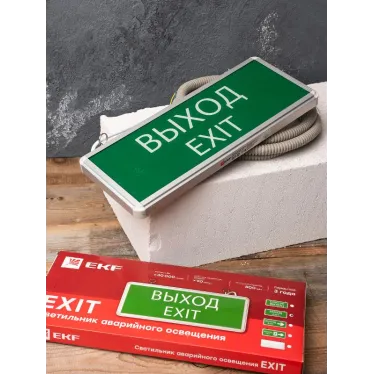 ВЫХОД
EXIT
EKF
EXIT
Светильник аварийного освещения
ВЫХОД
EXIT
EKF
Светильник аварийного освещения EXIT